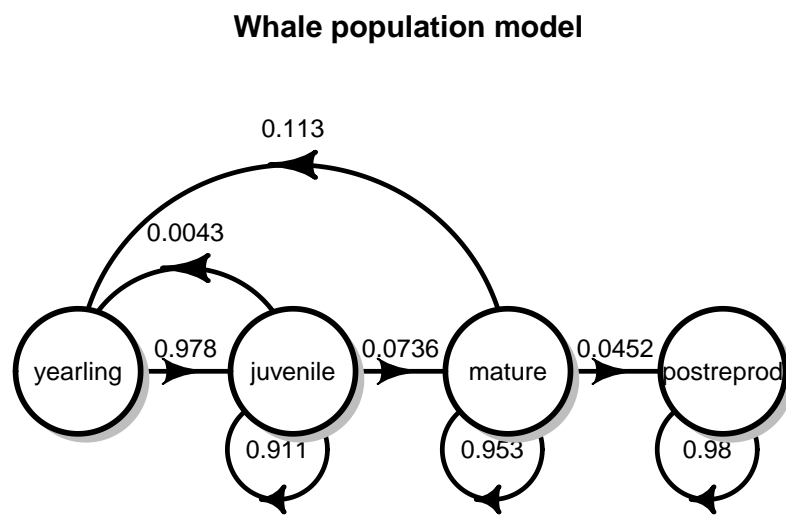 Whale population model
0.113
0.0043
yearling
0.978
juvenile
0.0736
mature
0.0452
postreprod
0.911
0.953
0.98